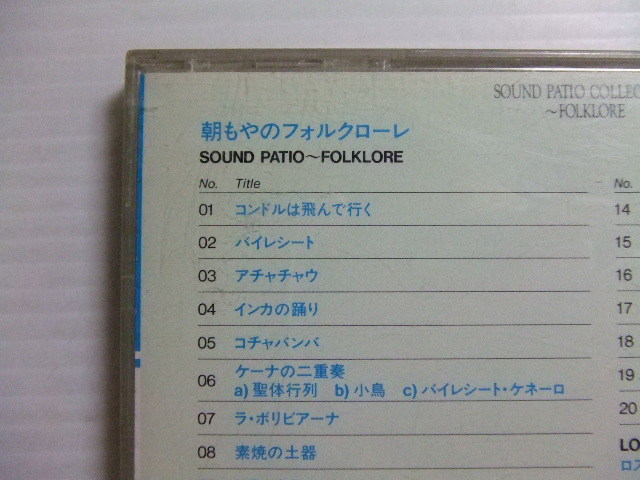 SOUND PATIO COLLEC
～FOLKLORE
朝もやのフォルクローレ
SOUND PATIO～FOLKLORE
No. Title
01 コンドルは飛んで行く
02 バイレシート
03 アチャチャウ
04 インカの踊り
05 コチャバンバ
06 ケーナの二重奏
a) 聖体行列 b) 小鳥 c) バイレシート・ケネーロ
07 ラ・ボリビアーナ
08 素焼の土器
No.
14
15
16
17
18
19
20
LO
ロス